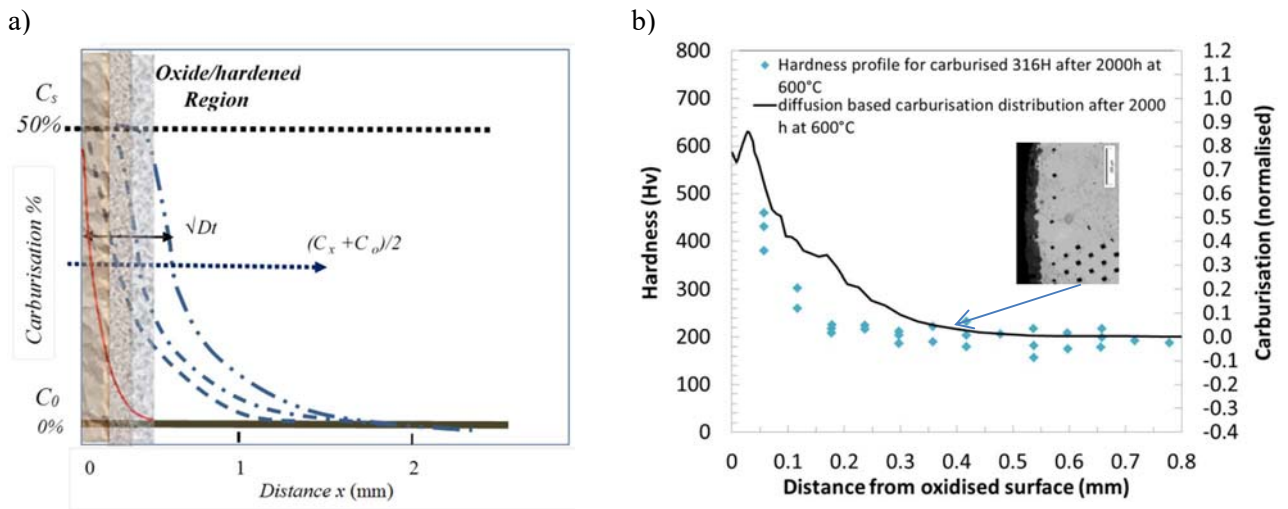 a)
Oxide/hardened
Region
C_s
50%
√Dt
(C_x + C_o)/2
Carburisation %
C_0
0%
0
1
2
Distance x (mm)
b)
Hardness profile for carburised 316H after 2000h at
600°C
diffusion based carburisation distribution after 2000
h at 600°C
800
700
600
500
400
300
200
100
0
Hardness (Hv)
1.2
1.1
1.0
0.9
0.8
0.7
0.6
0.5
0.4
0.3
0.2
0.1
0.0
-0.1
-0.2
-0.3
-0.4
Carburisation (normalised)
0
0.1
0.2
0.3
0.4
0.5
0.6
0.7
0.8
Distance from oxidised surface (mm)